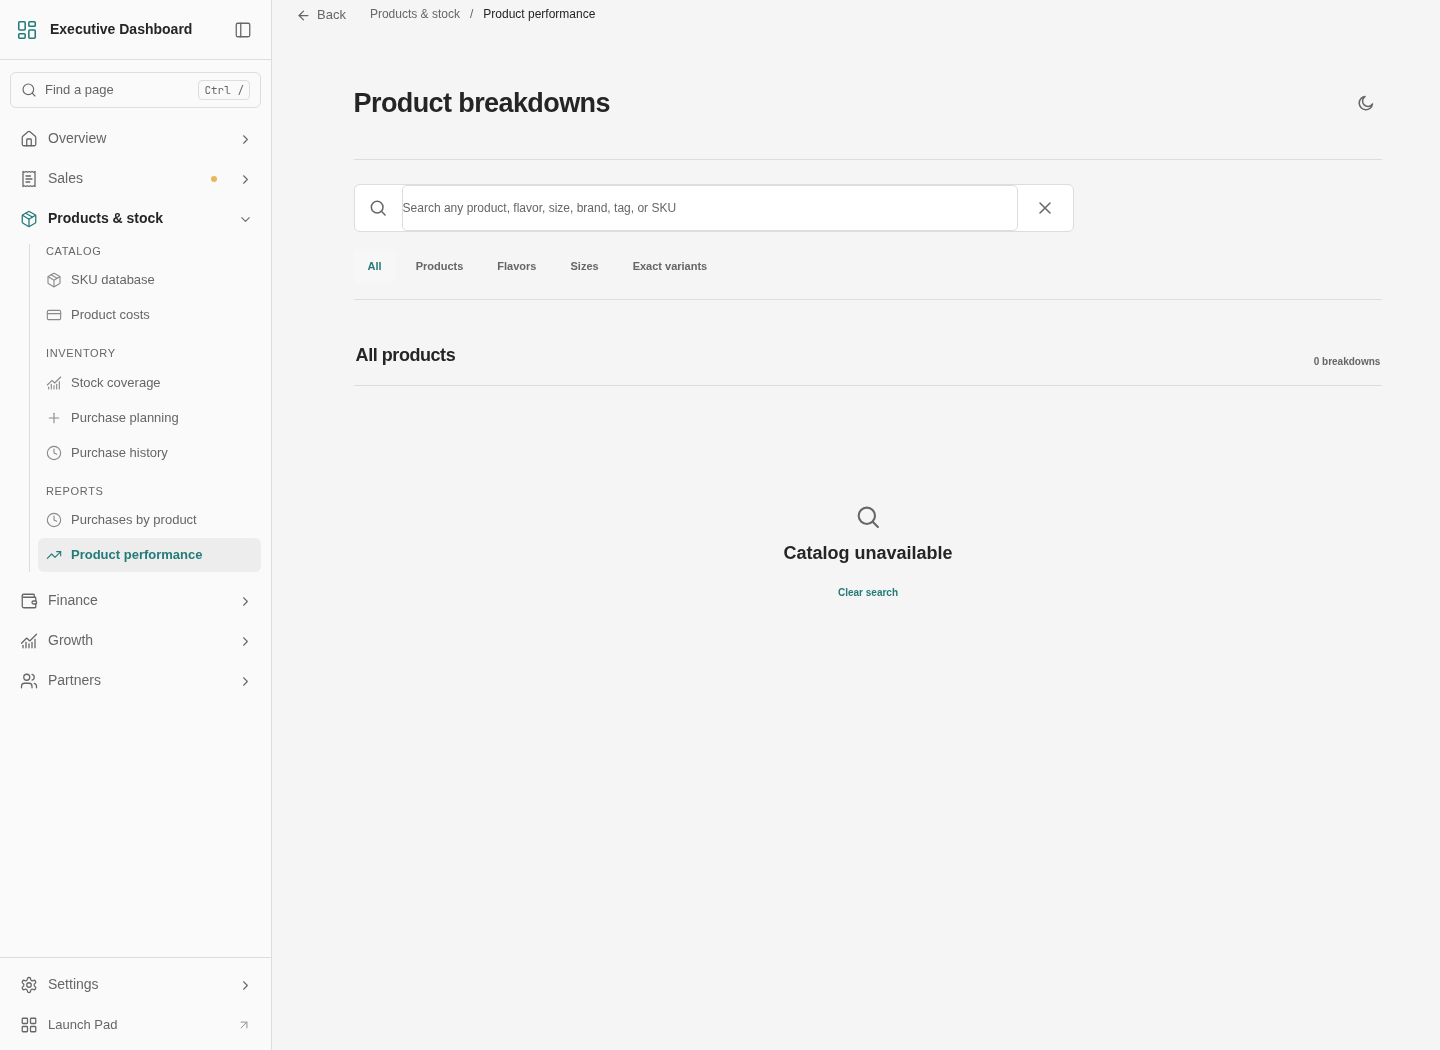 Executive Dashboard
Find a page
Ctrl /
Overview
Sales
Products & stock
CATALOG
SKU database
Product costs
INVENTORY
Stock coverage
Purchase planning
Purchase history
REPORTS
Purchases by product
Product performance
Finance
Growth
Partners
Settings
Launch Pad
Back
Products & stock / Product performance
Product breakdowns
Search any product, flavor, size, brand, tag, or SKU
All Products Flavors Sizes Exact variants
All products
0 breakdowns
Catalog unavailable
Clear search